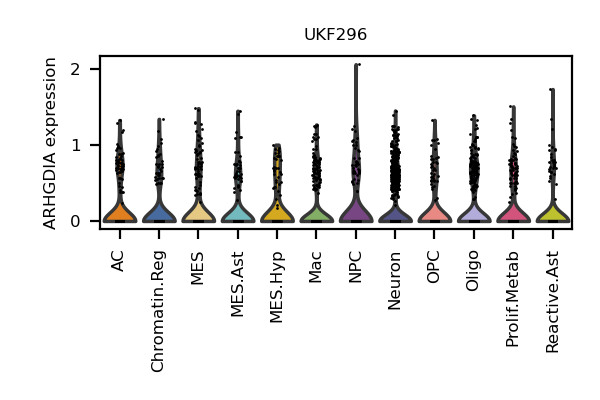 UKF296
ARHGDIA expression
2
1
0
AC
Chromatin.Reg
MES
MES.Ast
MES.Hyp
Mac
NPC
Neuron
OPC
Oligo
Prolif.Metab
Reactive.Ast